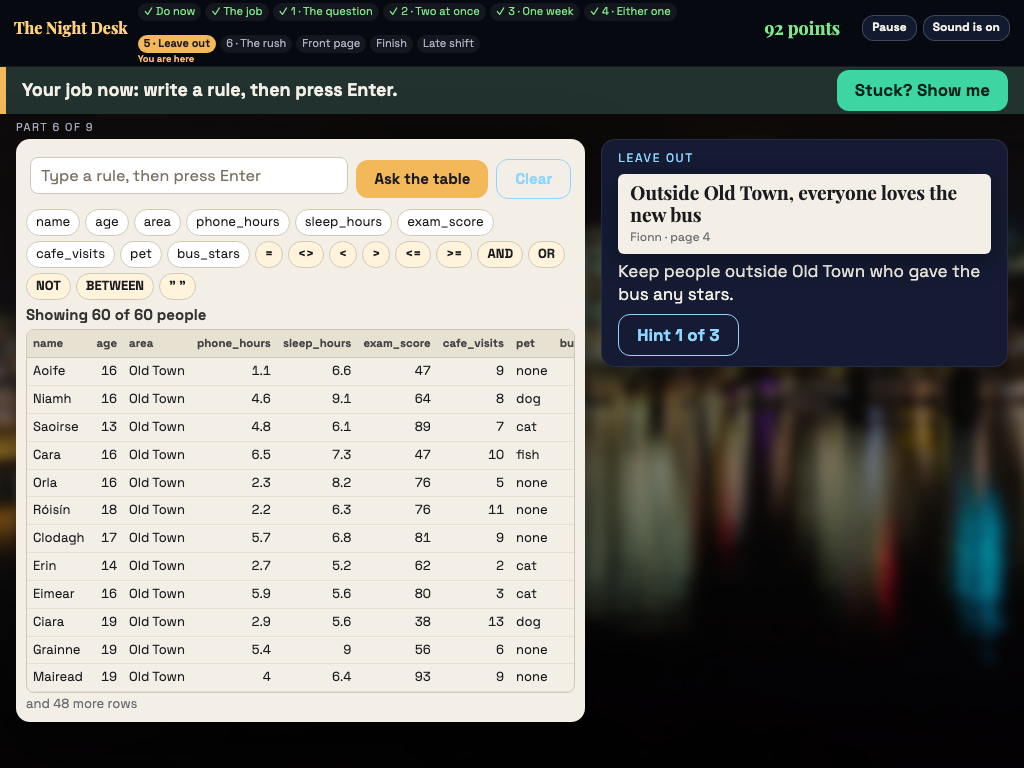 The Night Desk
✓ Do now
✓ The job
✓ 1 · The question
✓ 2 · Two at once
✓ 3 · One week
✓ 4 · Either one
5 · Leave out
6 · The rush
Front page
Finish
Late shift
You are here
92 points
Pause
Sound is on
Your job now: write a rule, then press Enter.
Stuck? Show me
PART 6 OF 9
Type a rule, then press Enter
Ask the table
Clear
name age area phone_hours sleep_hours exam_score
cafe_visits pet bus_stars = <> < > <= >= AND OR
NOT BETWEEN " "
Showing 60 of 60 people
name age area phone_hours sleep_hours exam_score cafe_visits pet bu
Aoife 16 Old Town 1.1 6.6 47 9 none
Niamh 16 Old Town 4.6 9.1 64 8 dog
Saoirse 13 Old Town 4.8 6.1 89 7 cat
Cara 16 Old Town 6.5 7.3 47 10 fish
Orla 16 Old Town 2.3 8.2 76 5 none
Róisín 18 Old Town 2.2 6.3 76 11 none
Clodagh 17 Old Town 5.7 6.8 81 9 none
Erin 14 Old Town 2.7 5.2 62 2 cat
Eimear 16 Old Town 5.9 5.6 80 3 cat
Ciara 19 Old Town 2.9 5.6 38 13 dog
Grainne 19 Old Town 5.4 9 56 6 none
Mairead 19 Old Town 4 6.4 93 9 none
and 48 more rows
LEAVE OUT
Outside Old Town, everyone loves the
new bus
Fionn · page 4
Keep people outside Old Town who gave the
bus any stars.
Hint 1 of 3